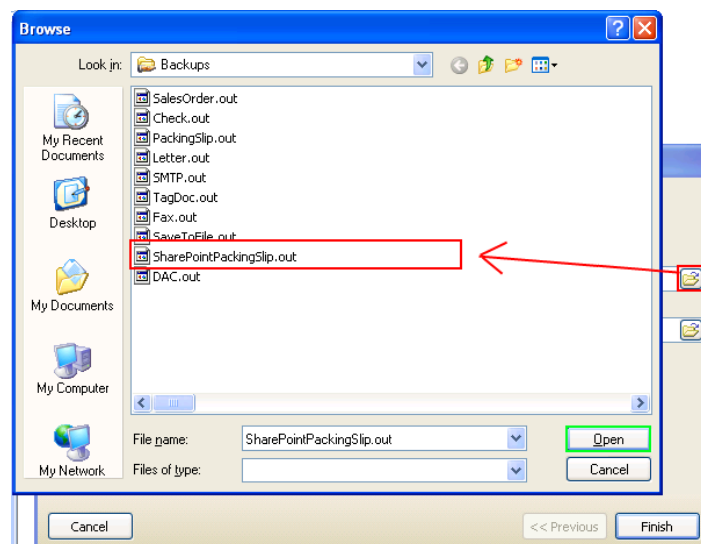 Browse
Look in:
Backups
My Recent
Documents
Desktop
My Documents
My Computer
My Network
SalesOrder.out
Check.out
PackingSlip.out
Letter.out
SMTP.out
TagDoc.out
Fax.out
SaveToFile.out
SharePointPackingSlip.out
DAC.out
File name:
SharePointPackingSlip.out
Open
Files of type:
Cancel
Cancel
<< Previous
Finish